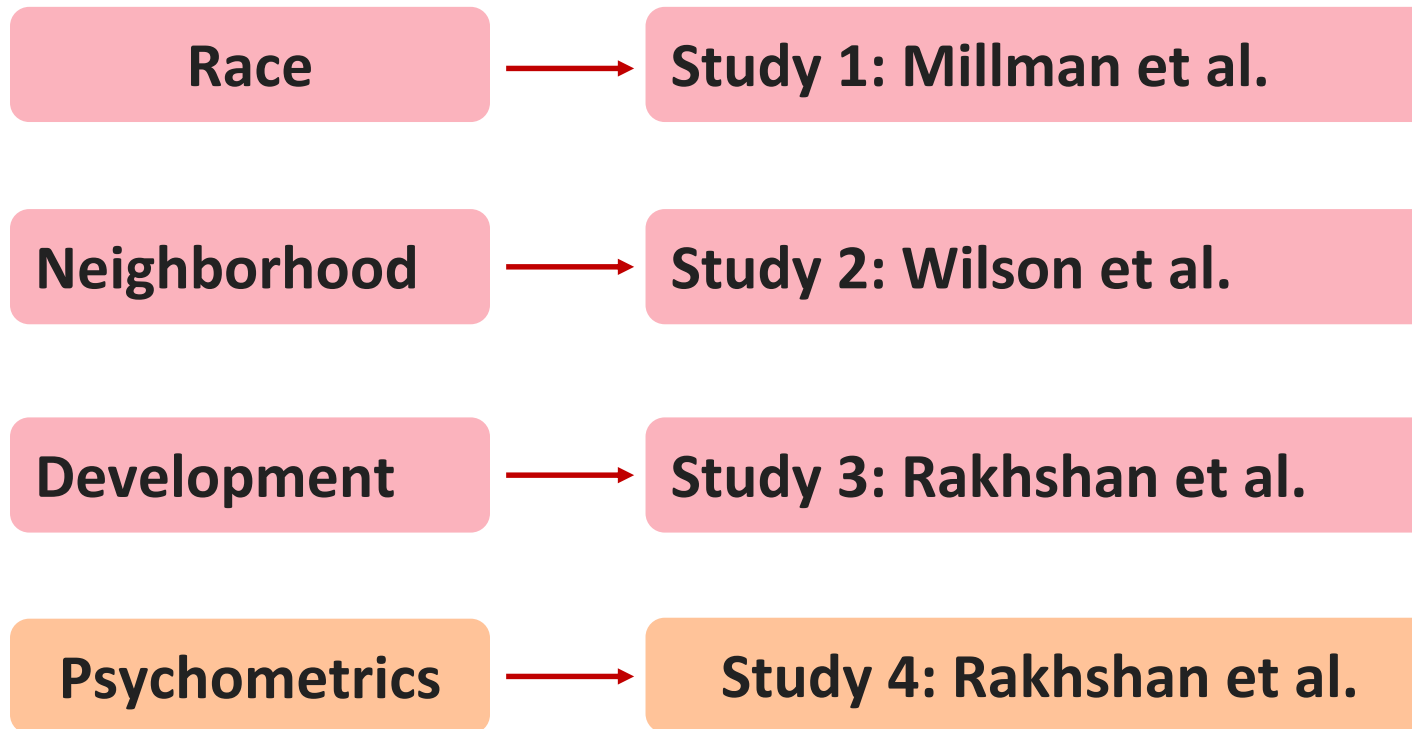 Race
Study 1: Millman et al.
Neighborhood
Study 2: Wilson et al.
Development
Study 3: Rakhshan et al.
Psychometrics
Study 4: Rakhshan et al.